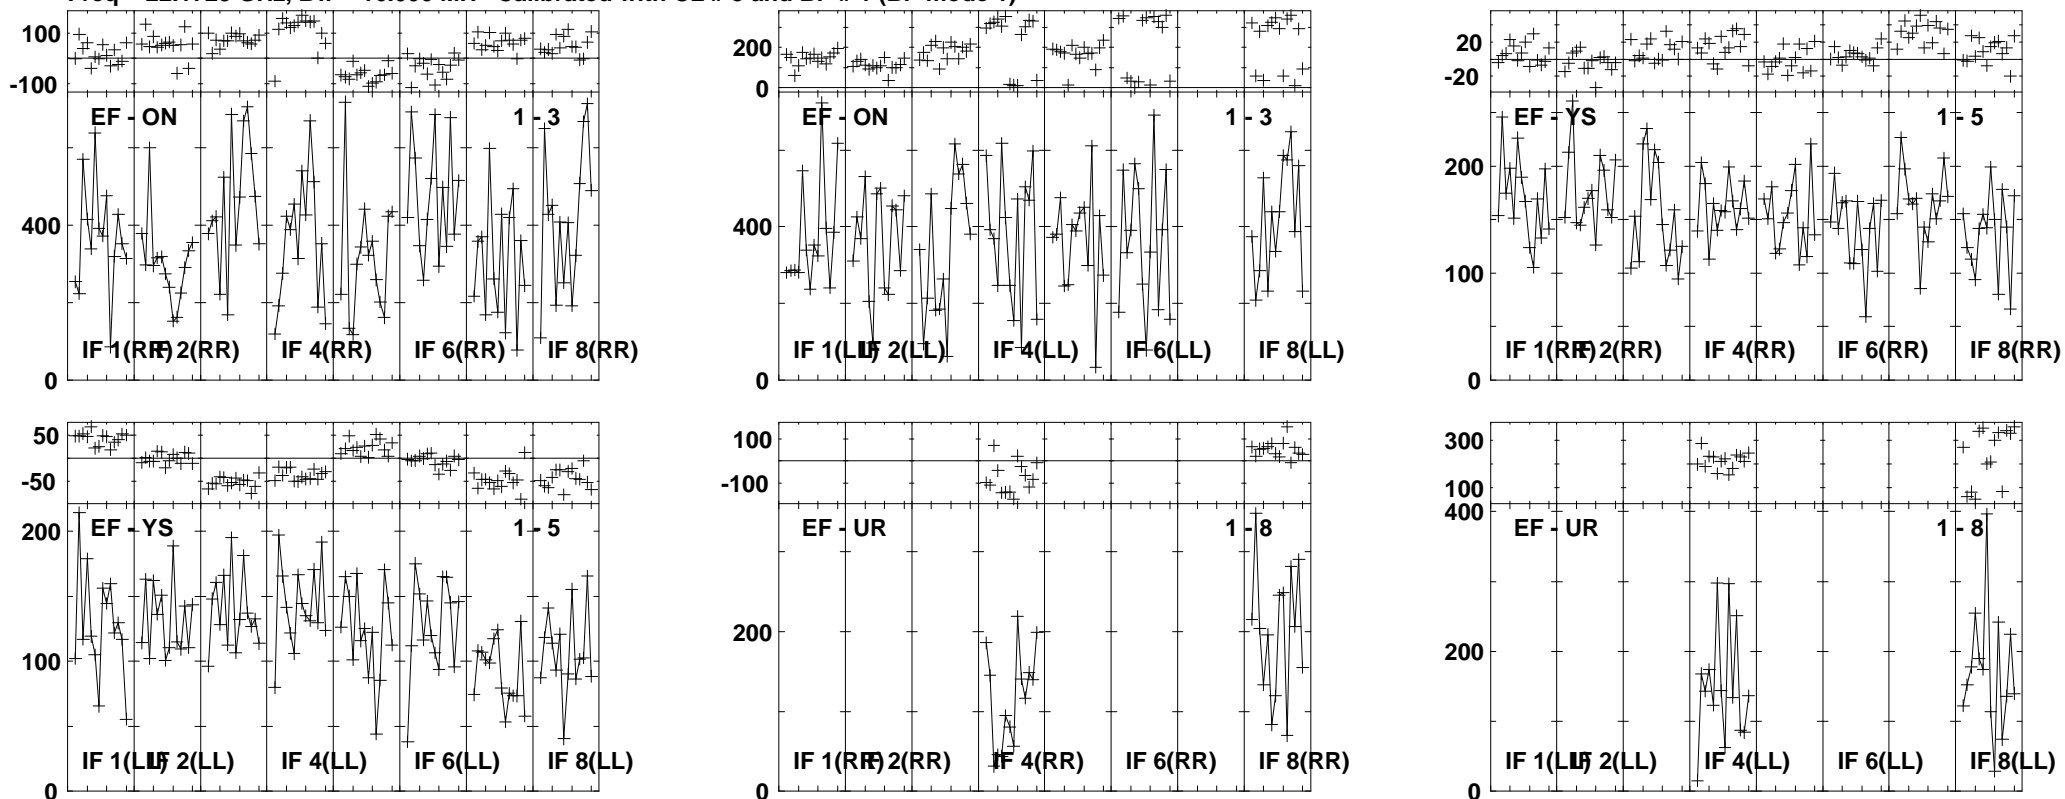 100
-100
EF - ON
1 - 3
400
0
IF 1(RR)
IF 2(RR)
IF 4(RR)
IF 6(RR)
IF 8(RR)
200
0
EF - ON
1 - 3
400
0
IF 1(LL)
IF 2(LL)
IF 4(LL)
IF 6(LL)
IF 8(LL)
20
-20
EF - YS
1 - 5
200
100
0
IF 1(RR)
IF 2(RR)
IF 4(RR)
IF 6(RR)
IF 8(RR)
50
-50
EF - YS
1 - 5
200
100
0
IF 1(LL)
IF 2(LL)
IF 4(LL)
IF 6(LL)
IF 8(LL)
100
-100
EF - UR
1 - 8
200
0
IF 1(RR)
IF 2(RR)
IF 4(RR)
IF 6(RR)
IF 8(RR)
300
100
EF - UR
1 - 8
400
200
0
IF 1(LL)
IF 2(LL)
IF 4(LL)
IF 6(LL)
IF 8(LL)